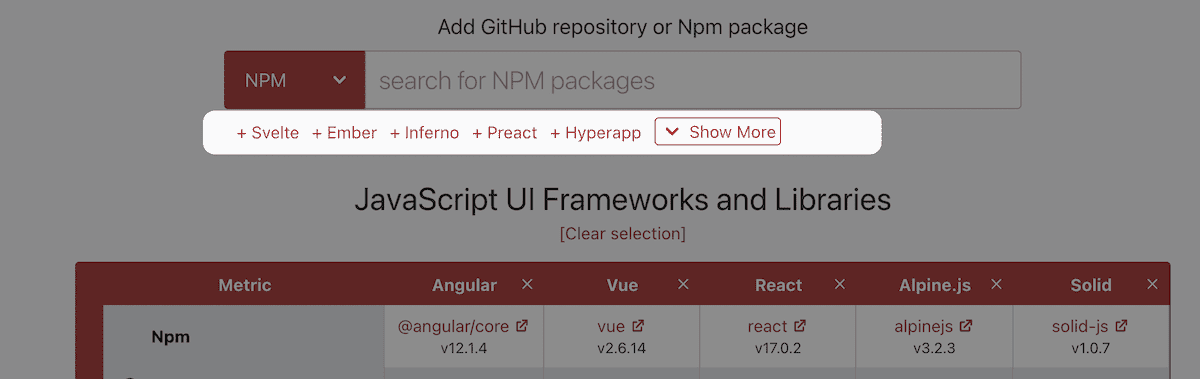 Add GitHub repository or Npm package
NPM search for NPM packages
+ Svelte + Ember + Inferno + Preact + Hyperapp Show More
JavaScript UI Frameworks and Libraries
[Clear selection]
Metric Angular × Vue × React × Alpine.js × Solid ×
Npm @angular/core vue react alpinejs solid-js
v12.1.4 v2.6.14 v17.0.2 v3.2.3 v1.0.7